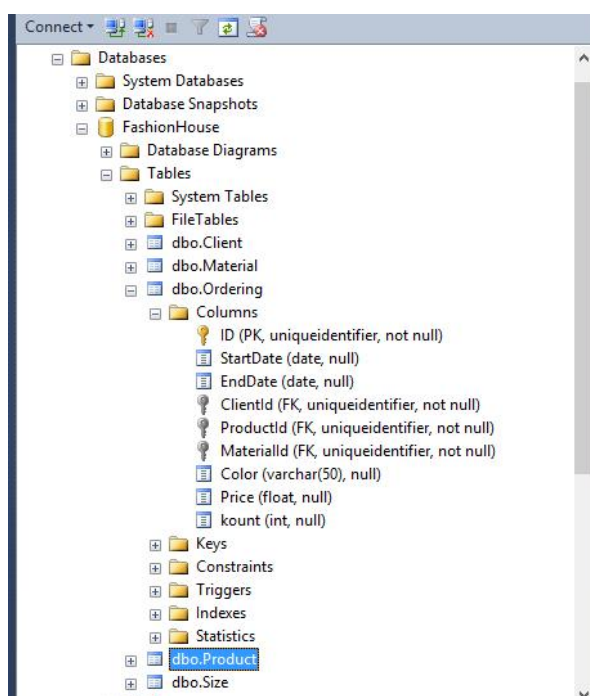 Connect
Databases
System Databases
Database Snapshots
FashionHouse
Database Diagrams
Tables
System Tables
FileTables
dbo.Client
dbo.Material
dbo.Ordering
Columns
ID (PK, uniqueidentifier, not null)
StartDate (date, null)
EndDate (date, null)
ClientId (FK, uniqueidentifier, not null)
ProductId (FK, uniqueidentifier, not null)
MaterialId (FK, uniqueidentifier, not null)
Color (varchar(50), null)
Price (float, null)
kount (int, null)
Keys
Constraints
Triggers
Indexes
Statistics
dbo.Product
dbo.Size